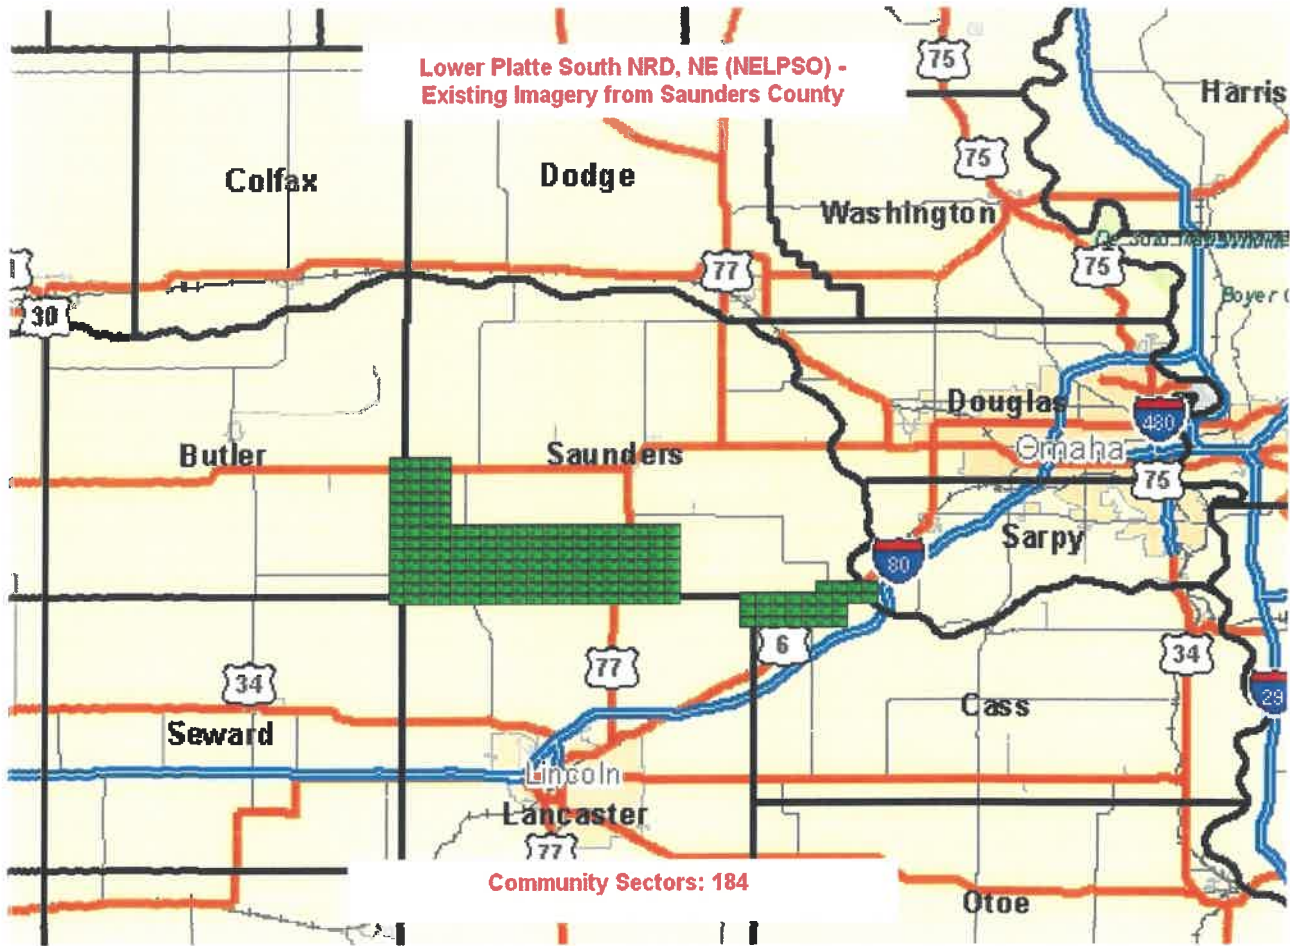 Lower Platte South NRD, NE (NELPSO) -
Existing Imagery from Saunders County
75
Harris
75
Colfax
Dodge
Washington
77
75
30
Boyer
Douglas
480
Omaha
Butler
Saunders
75
Sarpy
80
6
77
34
34
29
Cass
Seward
Lincoln
Lancaster
77
Community Sectors: 184
Otoe